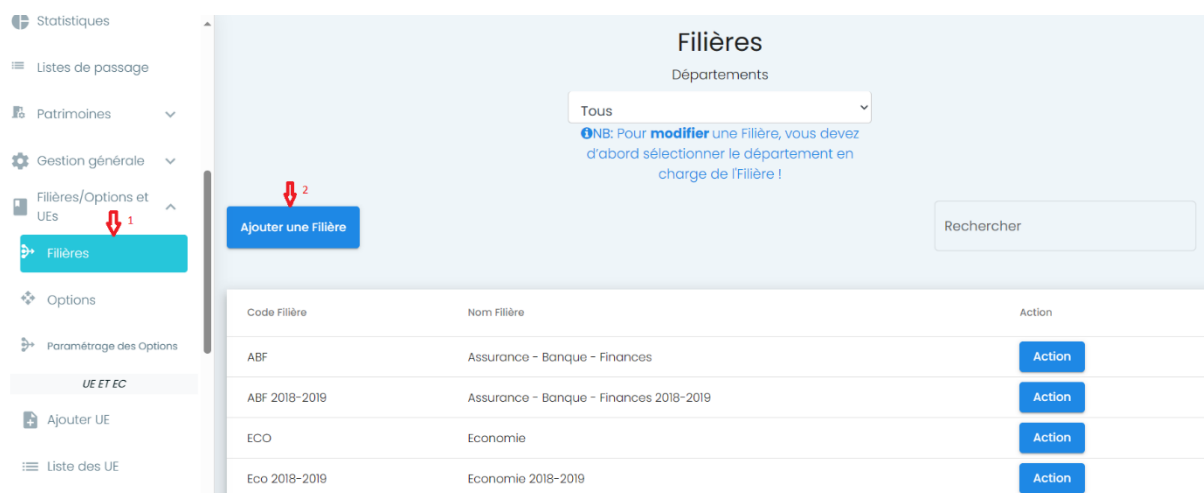 Statistiques
Listes de passage
Patrimoines
Gestion générale
Filières/Options et
UEs
1
Filières
Options
Paramétrage des Options
UE ET EC
Ajouter UE
Liste des UE
Filières
Départements
Tous
NB: Pour modifier une Filière, vous devez
d'abord sélectionner le département en
charge de l'Filière !
2
Ajouter une Filière
Rechercher
Code Filière Nom Filière Action
ABF Assurance - Banque - Finances Action
ABF 2018-2019 Assurance - Banque - Finances 2018-2019 Action
ECO Economie Action
Eco 2018-2019 Economie 2018-2019 Action